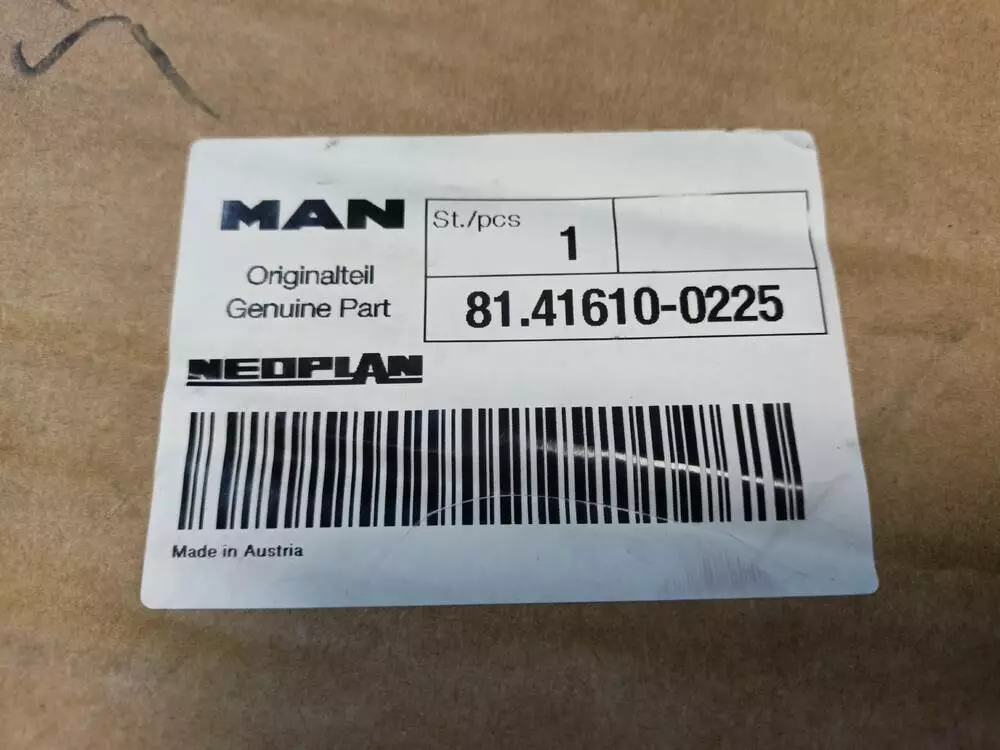 MAN
Originalteil
Genuine Part
St./pcs
1
81.41610-0225
NEOPLAN
Made in Austria